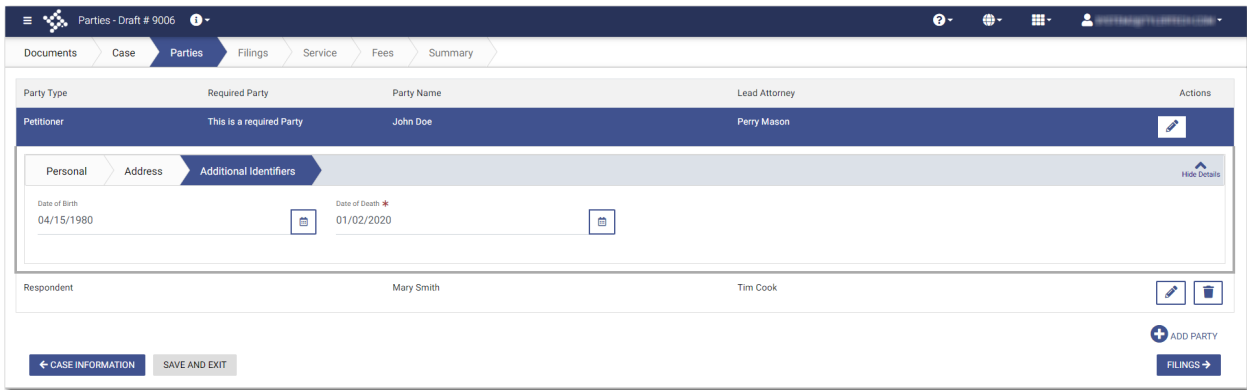 Parties - Draft # 9006
Documents Case Parties Filings Service Fees Summary
Party Type Required Party Party Name Lead Attorney Actions
Petitioner This is a required Party John Doe Perry Mason
Personal Address Additional Identifiers Hide Details
Date of Birth Date of Death *
04/15/1980 01/02/2020
Respondent Mary Smith Tim Cook
ADD PARTY
CASE INFORMATION SAVE AND EXIT FILINGS